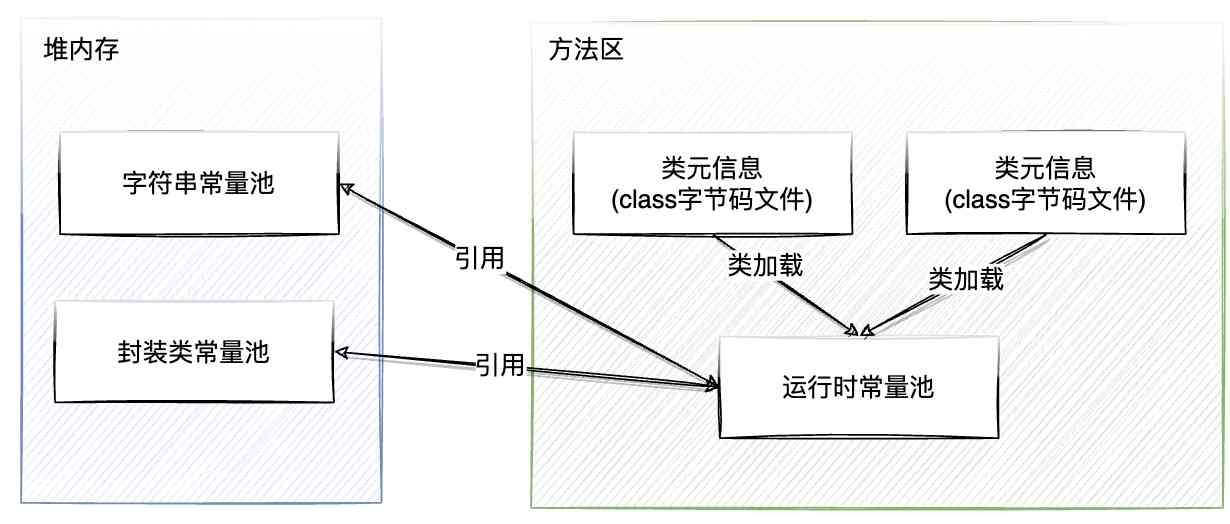 堆内存
方法区
字符串常量池
类元信息
(class字节码文件)
类元信息
(class字节码文件)
引用
类加载
类加载
封装类常量池
引用
运行时常量池